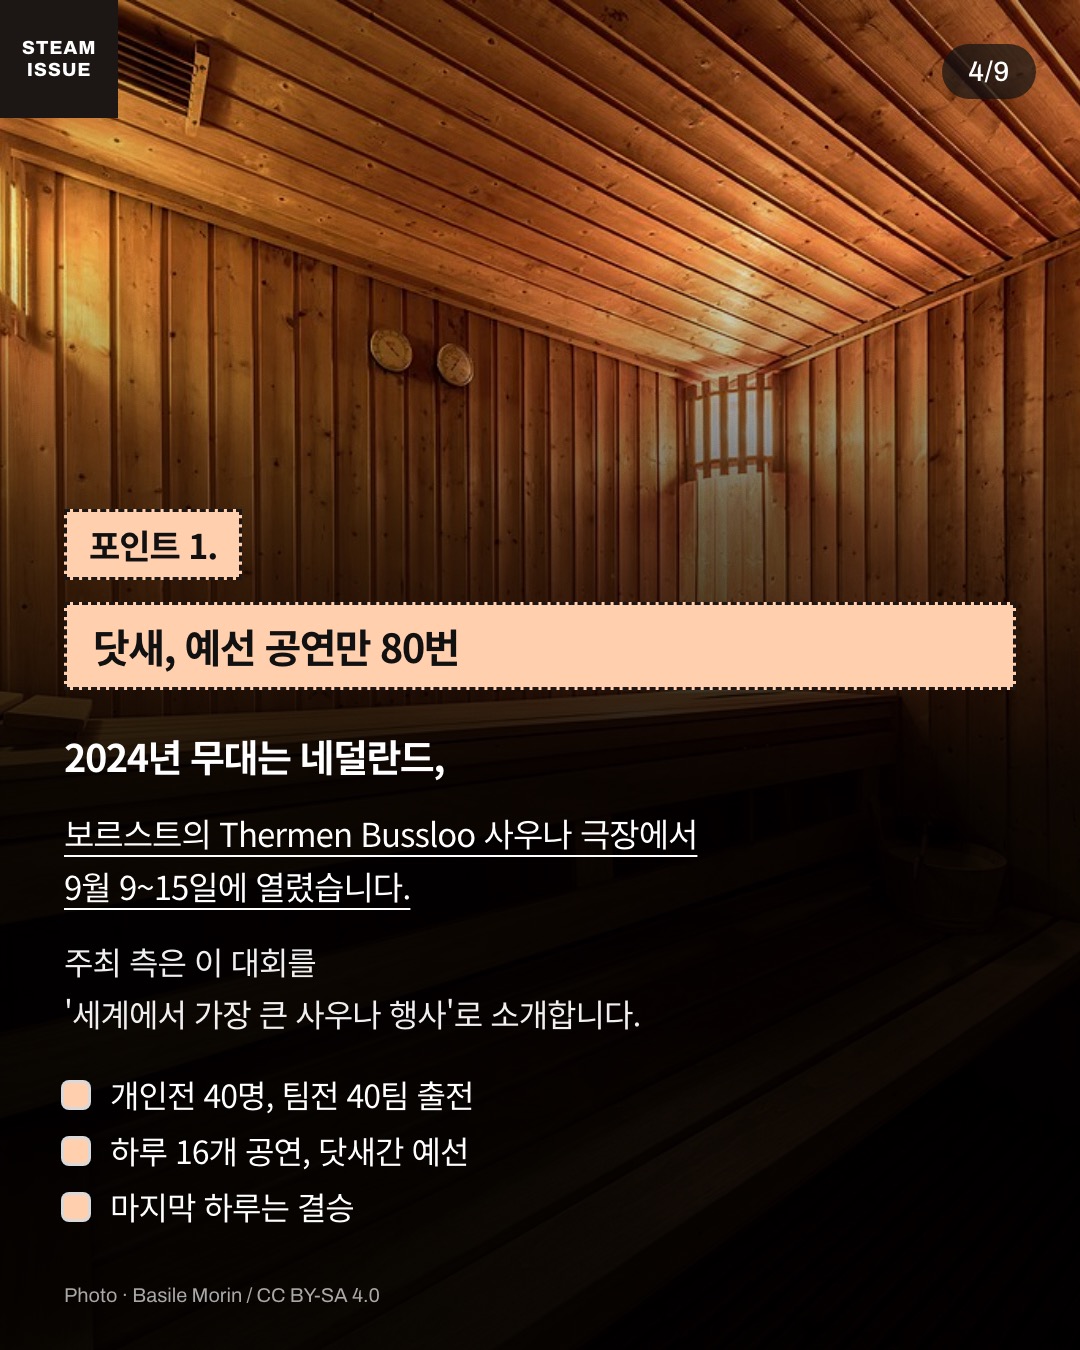 STEAM
ISSUE
4/9
포인트 1.
닷새, 예선 공연만 80번
2024년 무대는 네덜란드,
보르스트의 Thermen Bussloo 사우나 극장에서
9월 9~15일에 열렸습니다.
주최 측은 이 대회를
'세계에서 가장 큰 사우나 행사'로 소개합니다.
개인전 40명, 팀전 40팀 출전
하루 16개 공연, 닷새간 예선
마지막 하루는 결승
Photo · Basile Morin / CC BY-SA 4.0